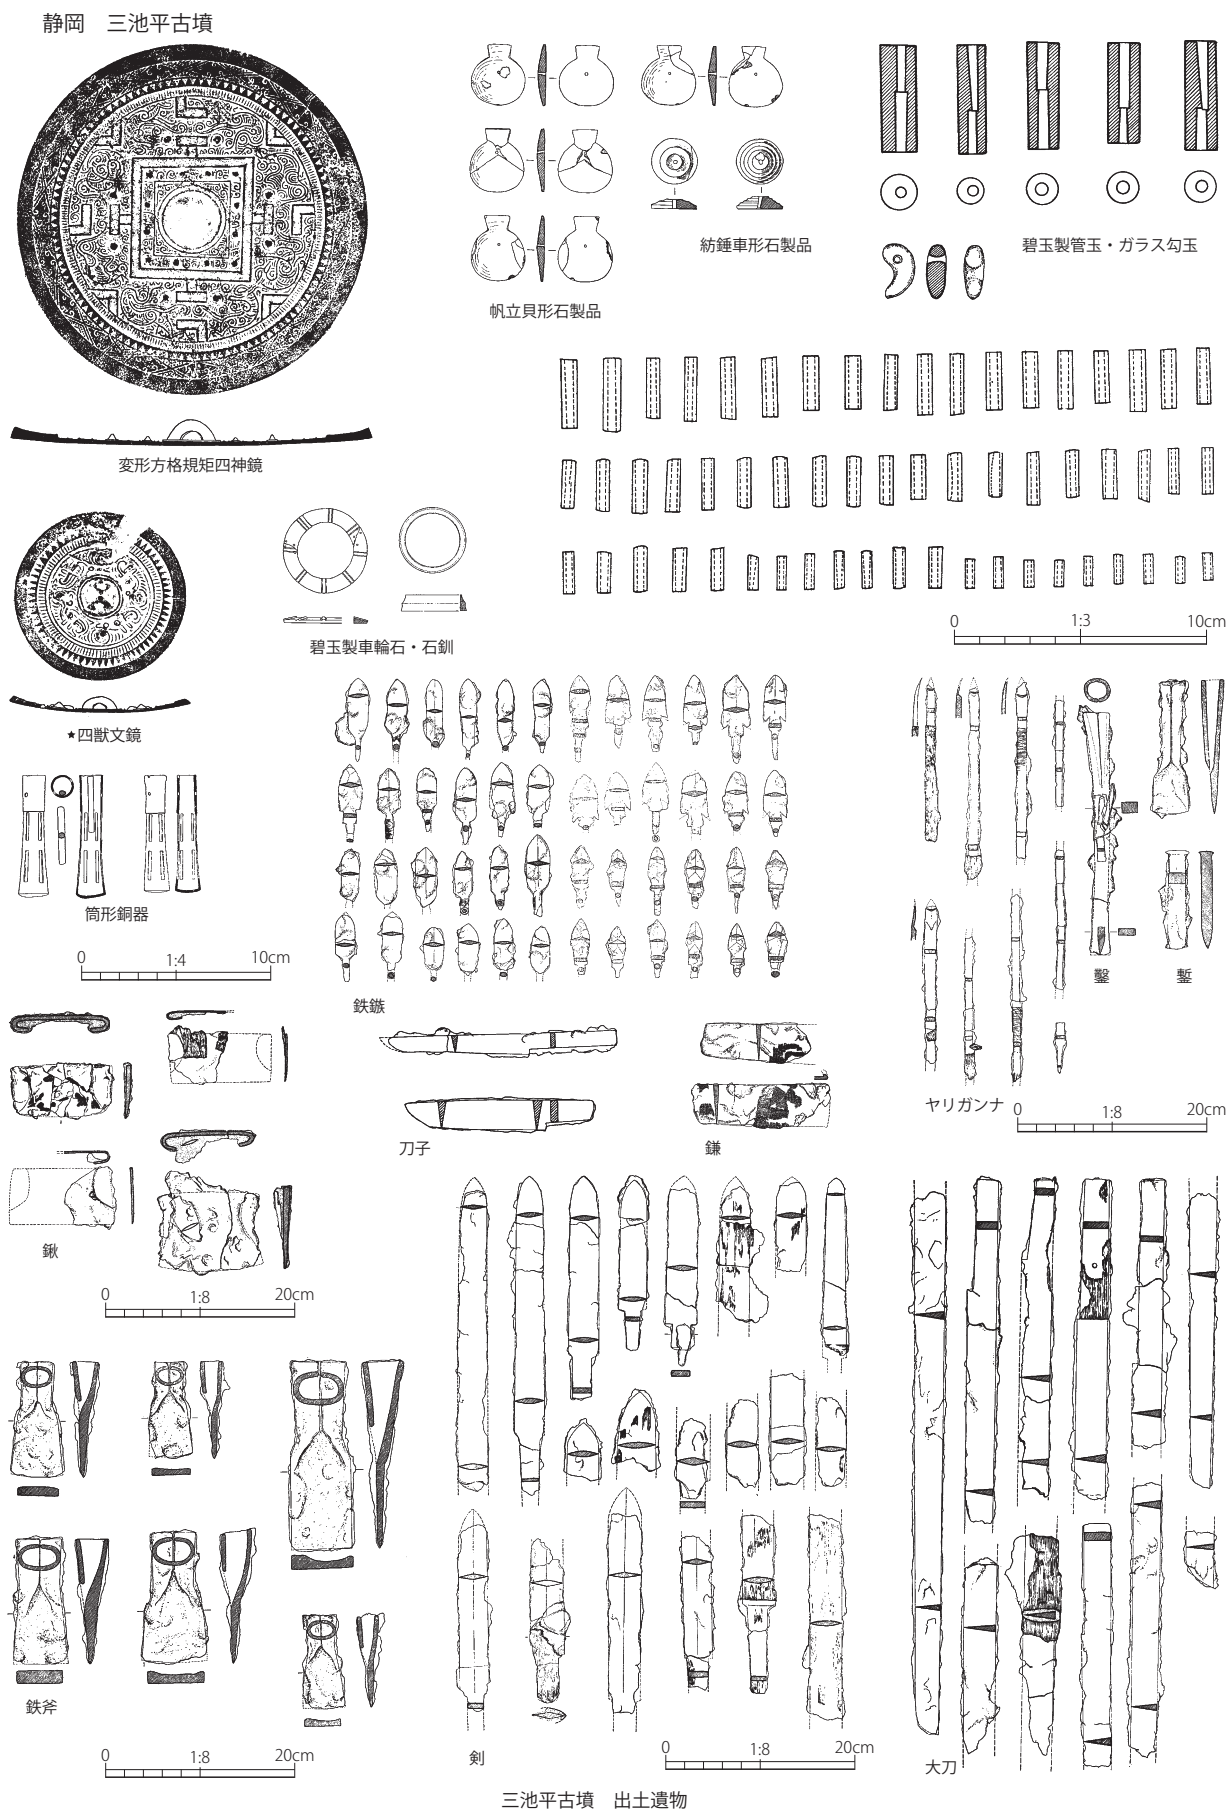 静岡　三池平古墳
変形方格規矩四神鏡
帆立貝形石製品
紡錘車形石製品
碧玉製管玉・ガラス勾玉
0 1:3 10cm
★四獣文鏡
碧玉製車輪石・石釧
筒形銅器
0 1:4 10cm
鉄鏃
鑿
鏨
ヤリガンナ
0 1:8 20cm
刀子
鎌
鍬
0 1:8 20cm
鉄斧
0 1:8 20cm
剣
0 1:8 20cm
大刀
三池平古墳　出土遺物